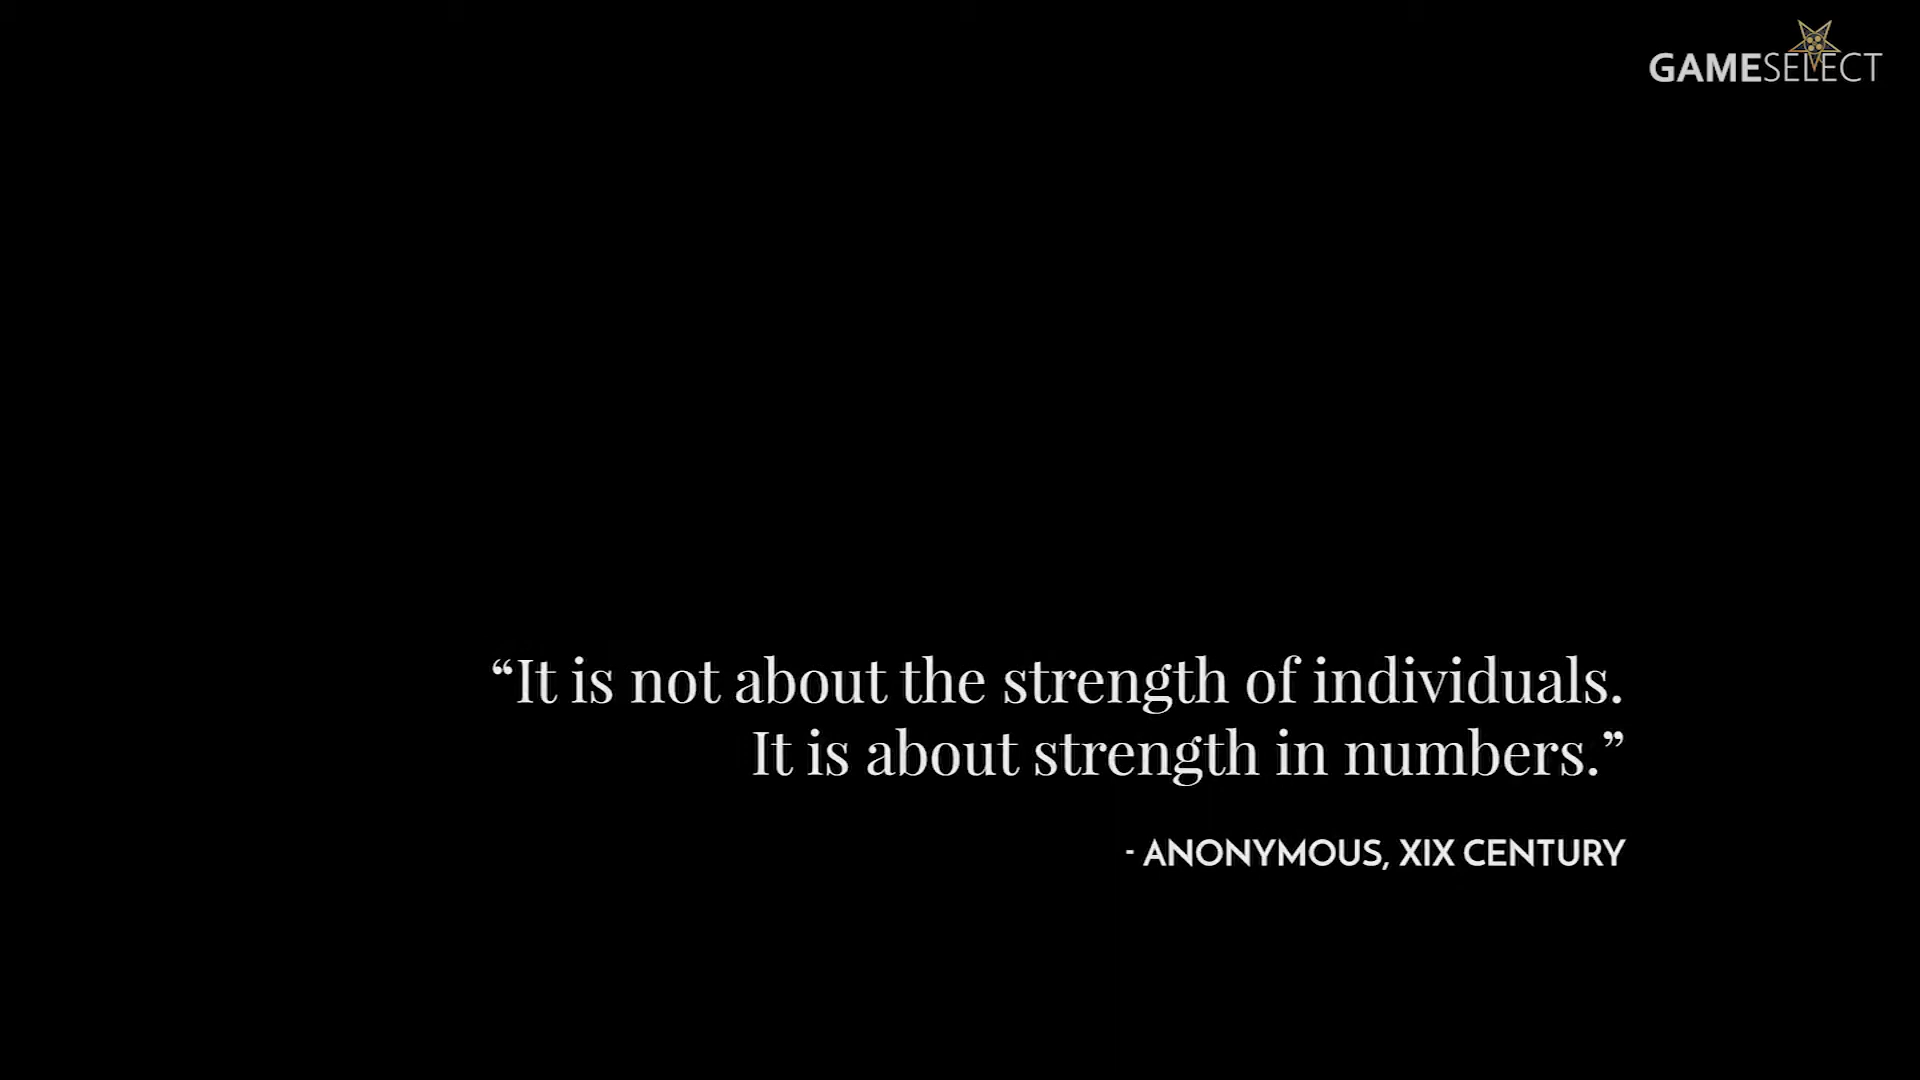 GAMESELECT
“It is not about the strength of individuals.
It is about strength in numbers.”
- ANONYMOUS, XIX CENTURY